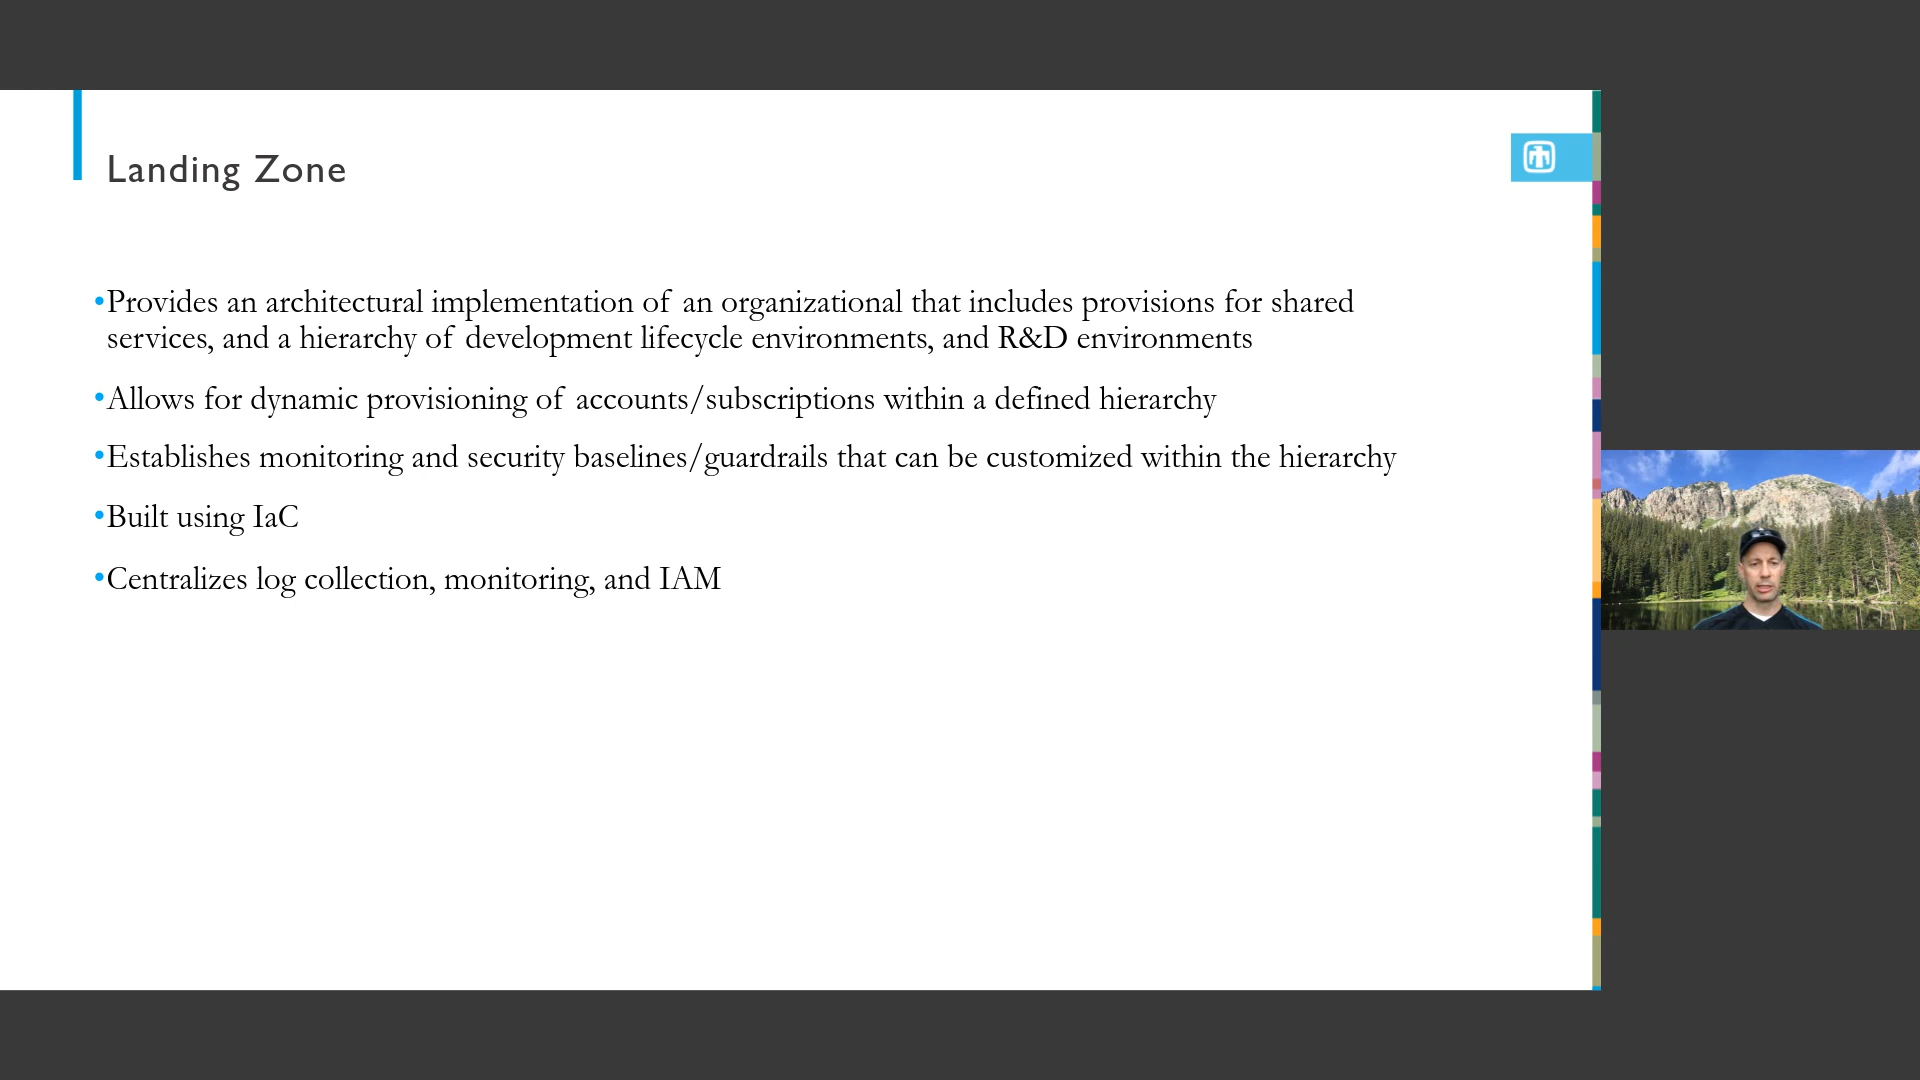 Landing Zone
•Provides an architectural implementation of an organizational that includes provisions for shared
services, and a hierarchy of development lifecycle environments, and R&D environments
•Allows for dynamic provisioning of accounts/subscriptions within a defined hierarchy
•Establishes monitoring and security baselines/guardrails that can be customized within the hierarchy
•Built using IaC
•Centralizes log collection, monitoring, and IAM